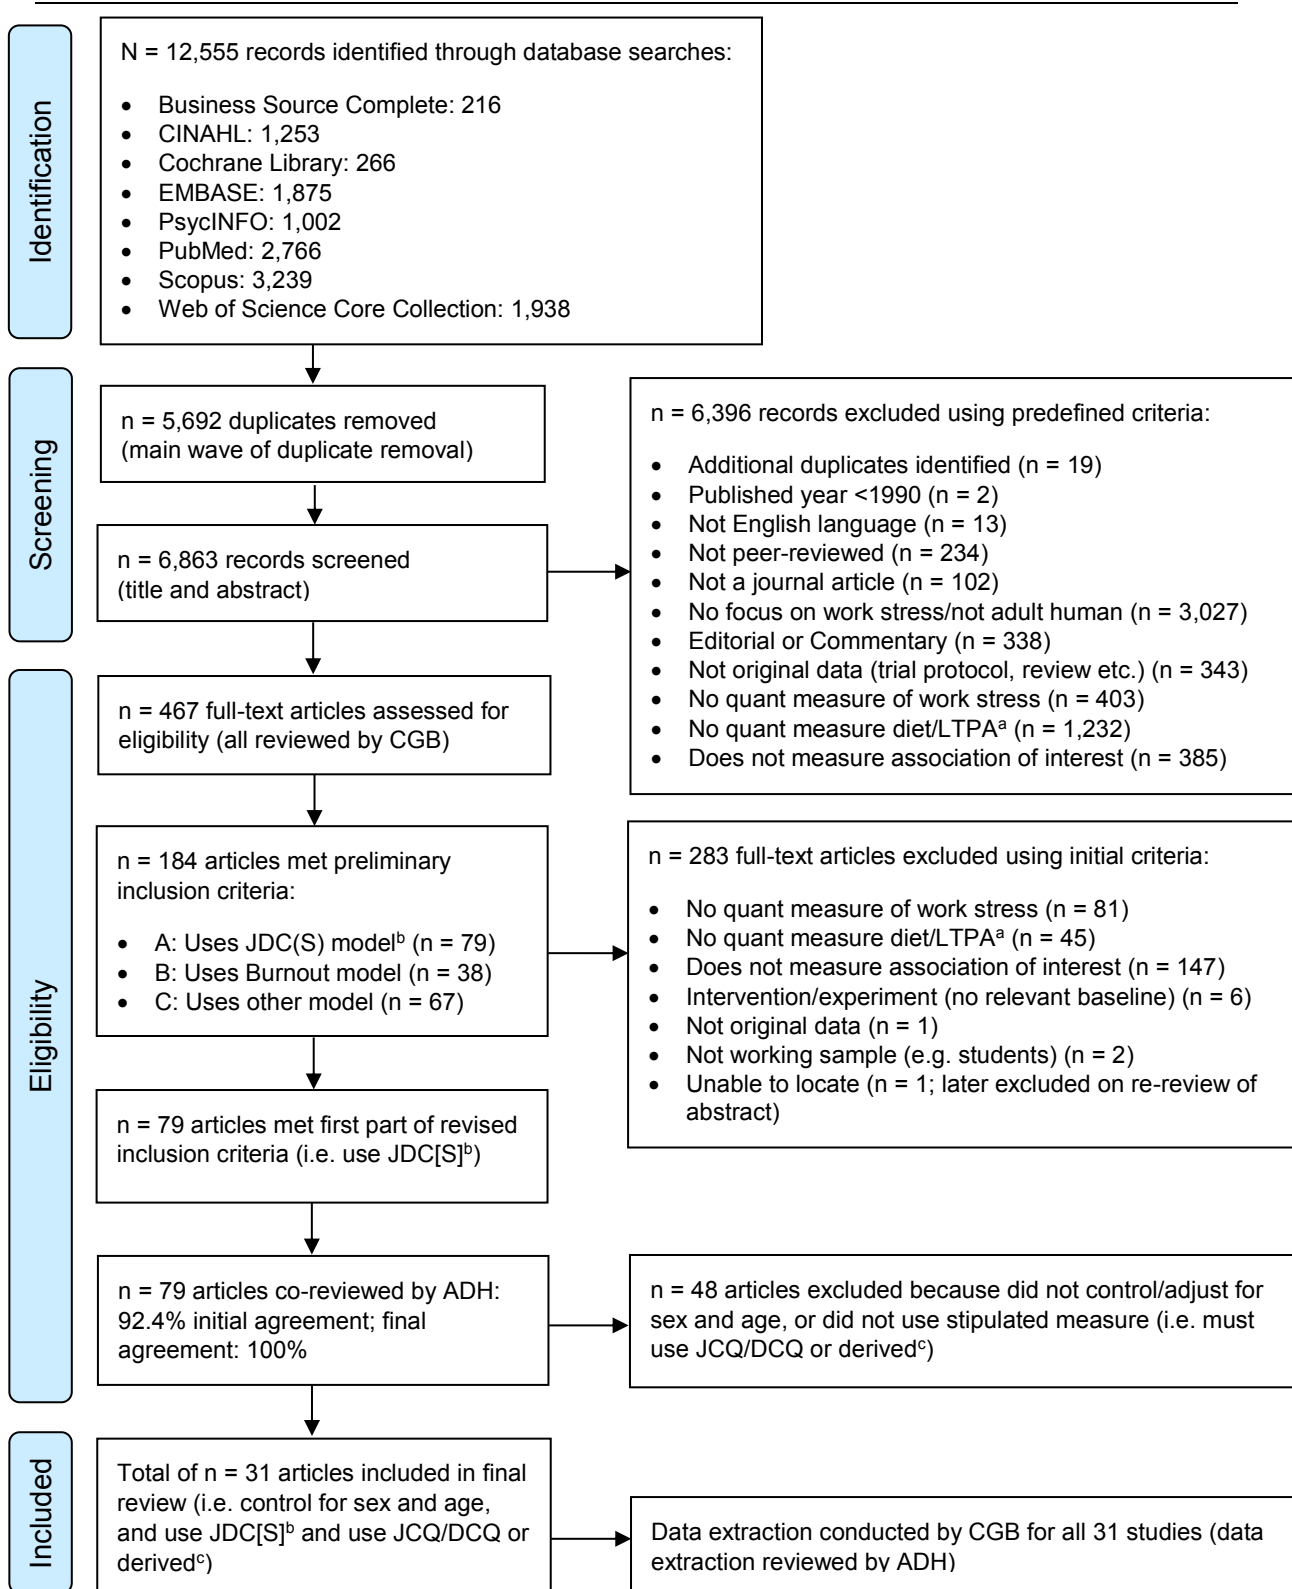 Identification
N = 12,555 records identified through database searches:
• Business Source Complete: 216
• CINAHL: 1,253
• Cochrane Library: 266
• EMBASE: 1,875
• PsycINFO: 1,002
• PubMed: 2,766
• Scopus: 3,239
• Web of Science Core Collection: 1,938
Screening
n = 5,692 duplicates removed
(main wave of duplicate removal)
n = 6,863 records screened
(title and abstract)
n = 6,396 records excluded using predefined criteria:
• Additional duplicates identified (n = 19)
• Published year <1990 (n = 2)
• Not English language (n = 13)
• Not peer-reviewed (n = 234)
• Not a journal article (n = 102)
• No focus on work stress/not adult human (n = 3,027)
• Editorial or Commentary (n = 338)
• Not original data (trial protocol, review etc.) (n = 343)
• No quant measure of work stress (n = 403)
• No quant measure diet/LTPAᵃ (n = 1,232)
• Does not measure association of interest (n = 385)
Eligibility
n = 467 full-text articles assessed for
eligibility (all reviewed by CGB)
n = 184 articles met preliminary
inclusion criteria:
• A: Uses JDC(S) modelᵇ (n = 79)
• B: Uses Burnout model (n = 38)
• C: Uses other model (n = 67)
n = 283 full-text articles excluded using initial criteria:
• No quant measure of work stress (n = 81)
• No quant measure diet/LTPAᵃ (n = 45)
• Does not measure association of interest (n = 147)
• Intervention/experiment (no relevant baseline) (n = 6)
• Not original data (n = 1)
• Not working sample (e.g. students) (n = 2)
• Unable to locate (n = 1; later excluded on re-review of
abstract)
n = 79 articles met first part of revised
inclusion criteria (i.e. use JDC[S]ᵇ)
n = 79 articles co-reviewed by ADH:
92.4% initial agreement; final
agreement: 100%
n = 48 articles excluded because did not control/adjust for
sex and age, or did not use stipulated measure (i.e. must
use JCQ/DCQ or derivedᶜ)
Included
Total of n = 31 articles included in final
review (i.e. control for sex and age,
and use JDC[S]ᵇ and use JCQ/DCQ or
derivedᶜ)
Data extraction conducted by CGB for all 31 studies (data
extraction reviewed by ADH)